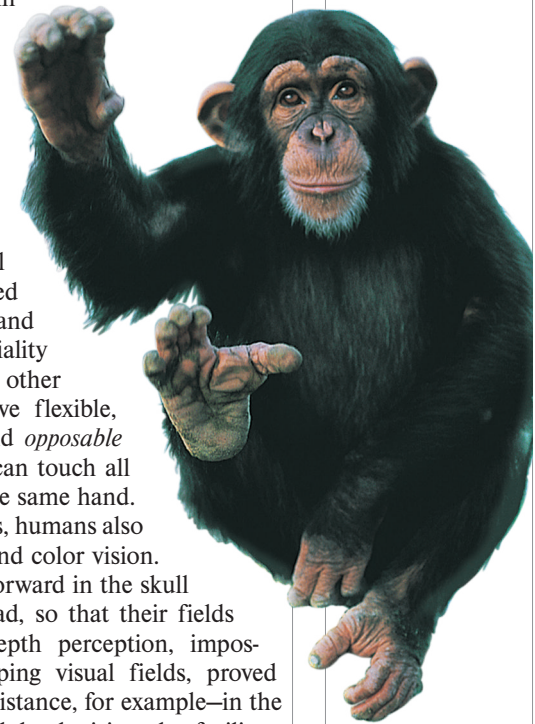 l
ed
and
iality
other
ve flexible,
d opposable
can touch all
e same hand.
s, humans also
nd color vision.
orward in the skull
ad, so that their fields
epth perception, impos-
ping visual fields, proved
istance, for example—in the